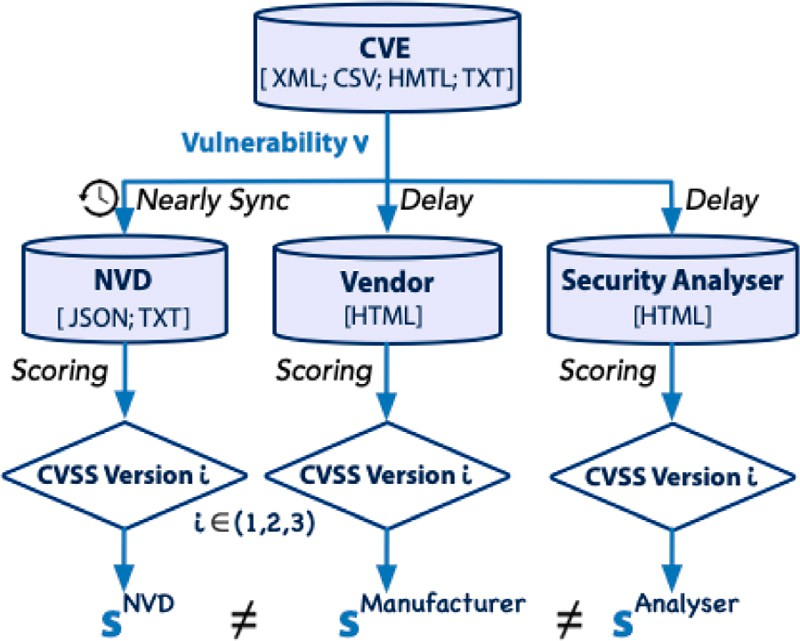 CVE
[ XML; CSV; HMTL; TXT]
Vulnerability v
Nearly Sync
Delay
Delay
NVD
[ JSON; TXT]
Vendor
[HTML]
Security Analyser
[HTML]
Scoring
Scoring
Scoring
CVSS Version i
CVSS Version i
CVSS Version i
i ∈ (1,2,3)
s^NVD ≠ s^Manufacturer ≠ s^Analyser